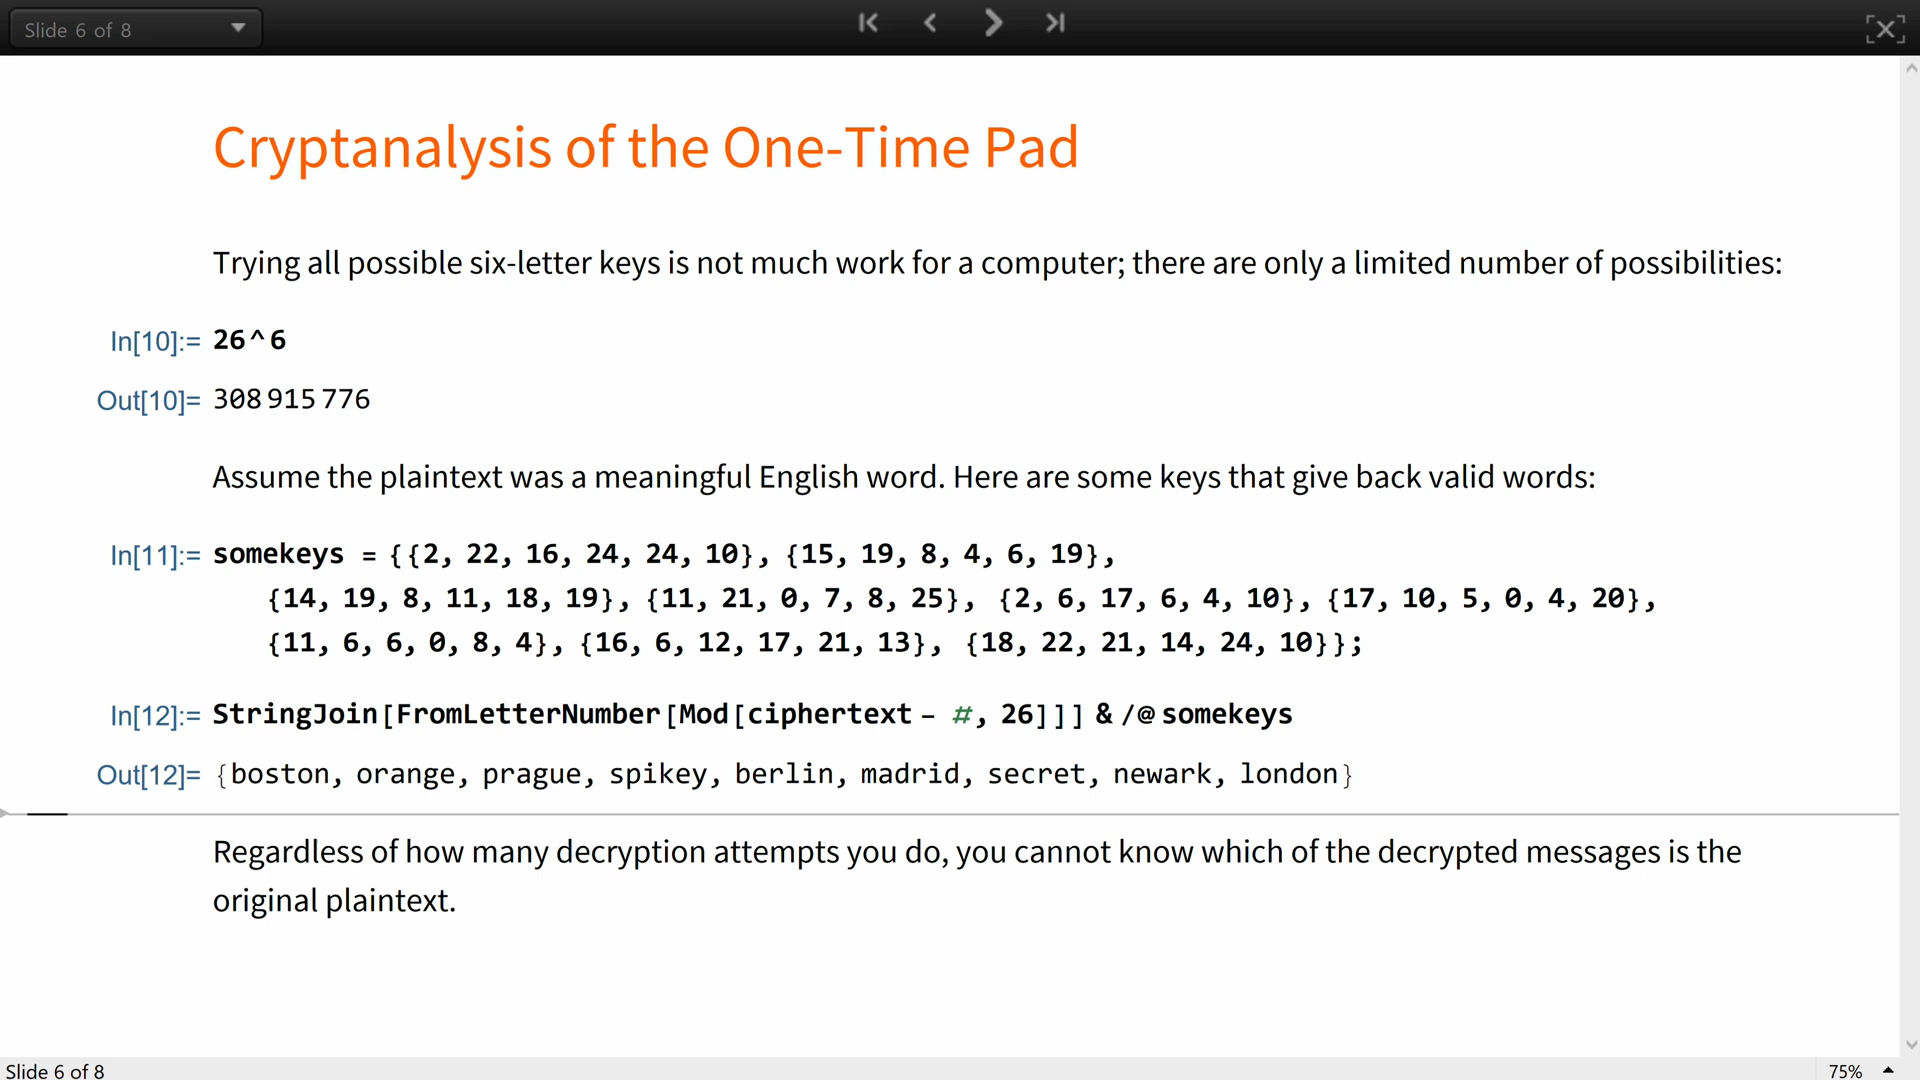 Slide 6 of 8
Cryptanalysis of the One-Time Pad
Trying all possible six-letter keys is not much work for a computer; there are only a limited number of possibilities:
In[10]:= 26^6
Out[10]= 308 915 776
Assume the plaintext was a meaningful English word. Here are some keys that give back valid words:
In[11]:= somekeys = {{2, 22, 16, 24, 24, 10}, {15, 19, 8, 4, 6, 19},
{14, 19, 8, 11, 18, 19}, {11, 21, 0, 7, 8, 25}, {2, 6, 17, 6, 4, 10}, {17, 10, 5, 0, 4, 20},
{11, 6, 6, 0, 8, 4}, {16, 6, 12, 17, 21, 13}, {18, 22, 21, 14, 24, 10}};
In[12]:= StringJoin[FromLetterNumber[Mod[ciphertext - #, 26]]] & /@ somekeys
Out[12]= {boston, orange, prague, spikey, berlin, madrid, secret, newark, london}
Regardless of how many decryption attempts you do, you cannot know which of the decrypted messages is the
original plaintext.
Slide 6 of 8
75%